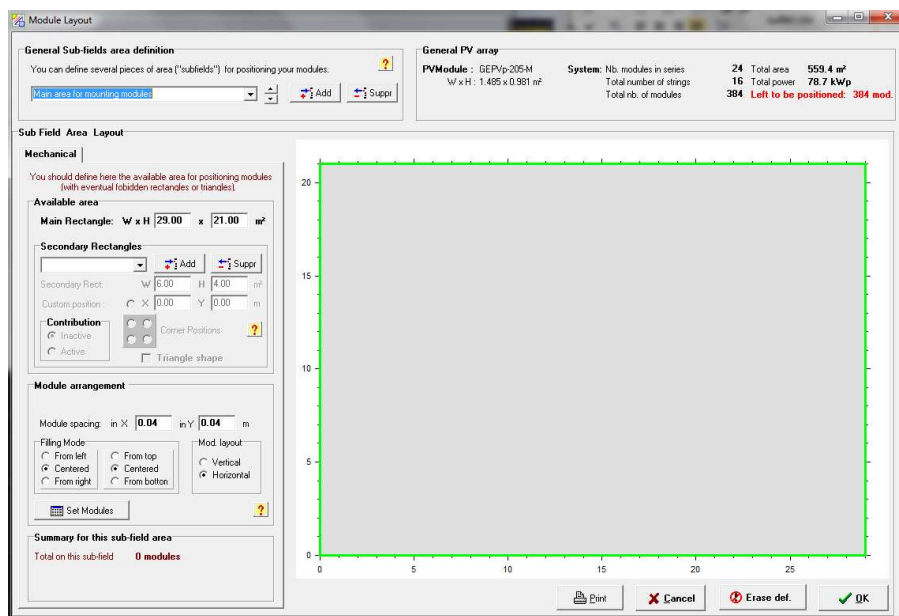 Module Layout
General Sub-fields area definition
You can define several pieces of area ("subfields") for positioning your modules.
?
Main area for mounting modules
Add
Suppr
General PV array
PVModule : GEPVp-205-M
W x H : 1.485 x 0.981 m²
System: Nb. modules in series 24
Total number of strings 16
Total nb. of modules 384
Total area 559.4 m²
Total power 78.7 kWp
Left to be positioned: 384 mod.
Sub Field Area Layout
Mechanical
You should define here the available area for positioning modules
(with eventual fobidden rectangles or triangles).
Available area
Main Rectangle: W x H 29.00 x 21.00 m²
Secondary Rectangles
Add
Suppr
Secondary Rect. W 6.00 H 4.00 m²
Custom position : X 0.00 Y 0.00 m
Contribution
Inactive
Active
Corner Positions
?
Triangle shape
Module arrangement
Module spacing: in X 0.04 in Y 0.04 m
Filling Mode
From left
Centered
From right
From top
Centered
From botton
Mod. layout
Vertical
Horizontal
Set Modules
?
Summary for this sub-field area
Total on this sub-field 0 modules
20
15
10
5
0
0 5 10 15 20 25
Print
Cancel
Erase def.
OK